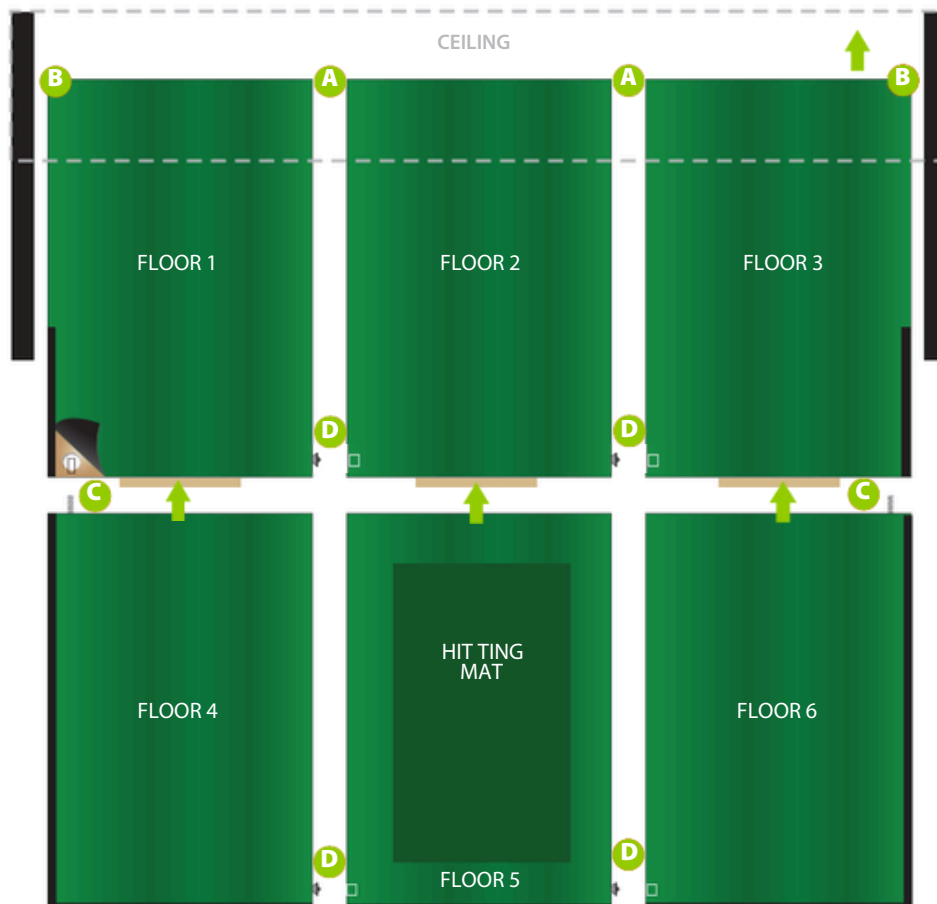 CEILING
B
A
A
B
FLOOR 1
FLOOR 2
FLOOR 3
D
D
C
C
HIT TING
MAT
FLOOR 4
FLOOR 6
D
D
FLOOR 5